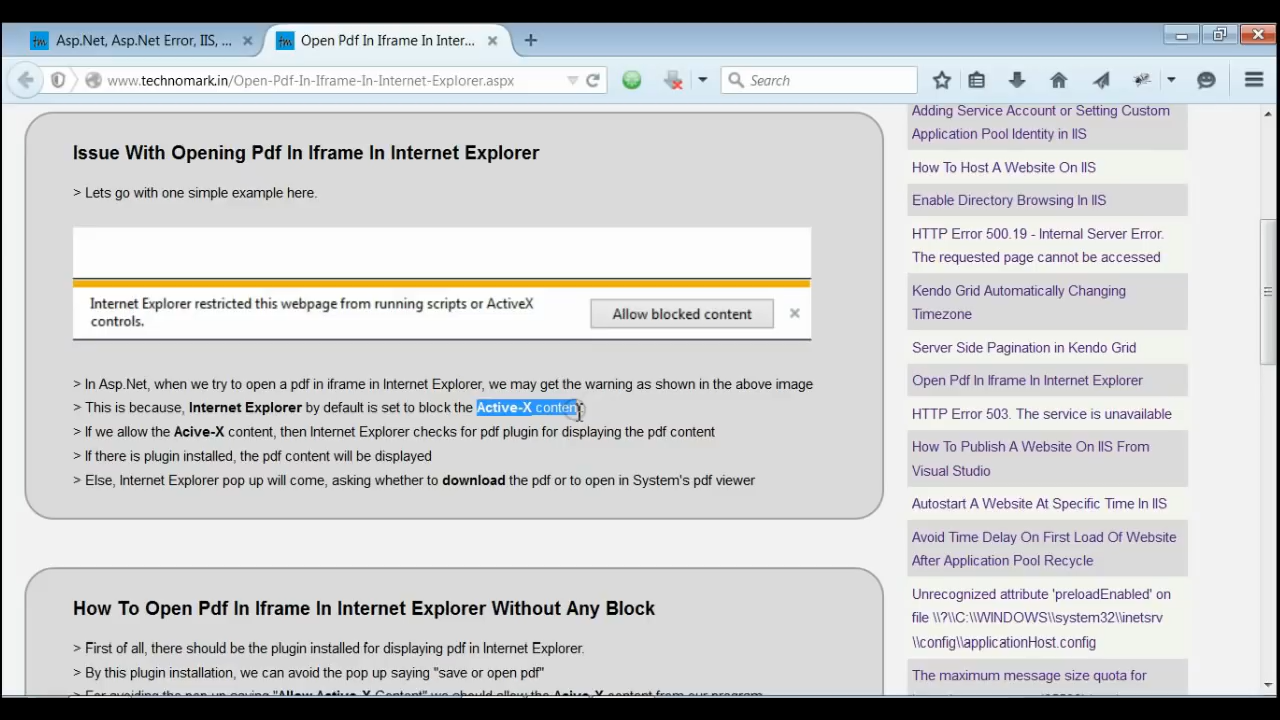 Asp.Net, Asp.Net Error, IIS, ...
Open Pdf In Iframe In Inter...
www.technomark.in/Open-Pdf-In-Iframe-In-Internet-Explorer.aspx
Search
Issue With Opening Pdf In Iframe In Internet Explorer
> Lets go with one simple example here.
Internet Explorer restricted this webpage from running scripts or ActiveX
controls.
Allow blocked content
> In Asp.Net, when we try to open a pdf in iframe in Internet Explorer, we may get the warning as shown in the above image
> This is because, Internet Explorer by default is set to block the Active-X content
> If we allow the Acive-X content, then Internet Explorer checks for pdf plugin for displaying the pdf content
> If there is plugin installed, the pdf content will be displayed
> Else, Internet Explorer pop up will come, asking whether to download the pdf or to open in System's pdf viewer
How To Open Pdf In Iframe In Internet Explorer Without Any Block
> First of all, there should be the plugin installed for displaying pdf in Internet Explorer.
> By this plugin installation, we can avoid the pop up saying "save or open pdf"
> For avoiding the pop up saying "Allow Active-X Content" we should allow the Acive-X content from our program
Adding Service Account or Setting Custom
Application Pool Identity in IIS
How To Host A Website On IIS
Enable Directory Browsing In IIS
HTTP Error 500.19 - Internal Server Error.
The requested page cannot be accessed
Kendo Grid Automatically Changing
Timezone
Server Side Pagination in Kendo Grid
Open Pdf In Iframe In Internet Explorer
HTTP Error 503. The service is unavailable
How To Publish A Website On IIS From
Visual Studio
Autostart A Website At Specific Time In IIS
Avoid Time Delay On First Load Of Website
After Application Pool Recycle
Unrecognized attribute 'preloadEnabled' on
file \\?\\C:\\WINDOWS\\system32\\inetsrv
\\config\\applicationHost.config
The maximum message size quota for